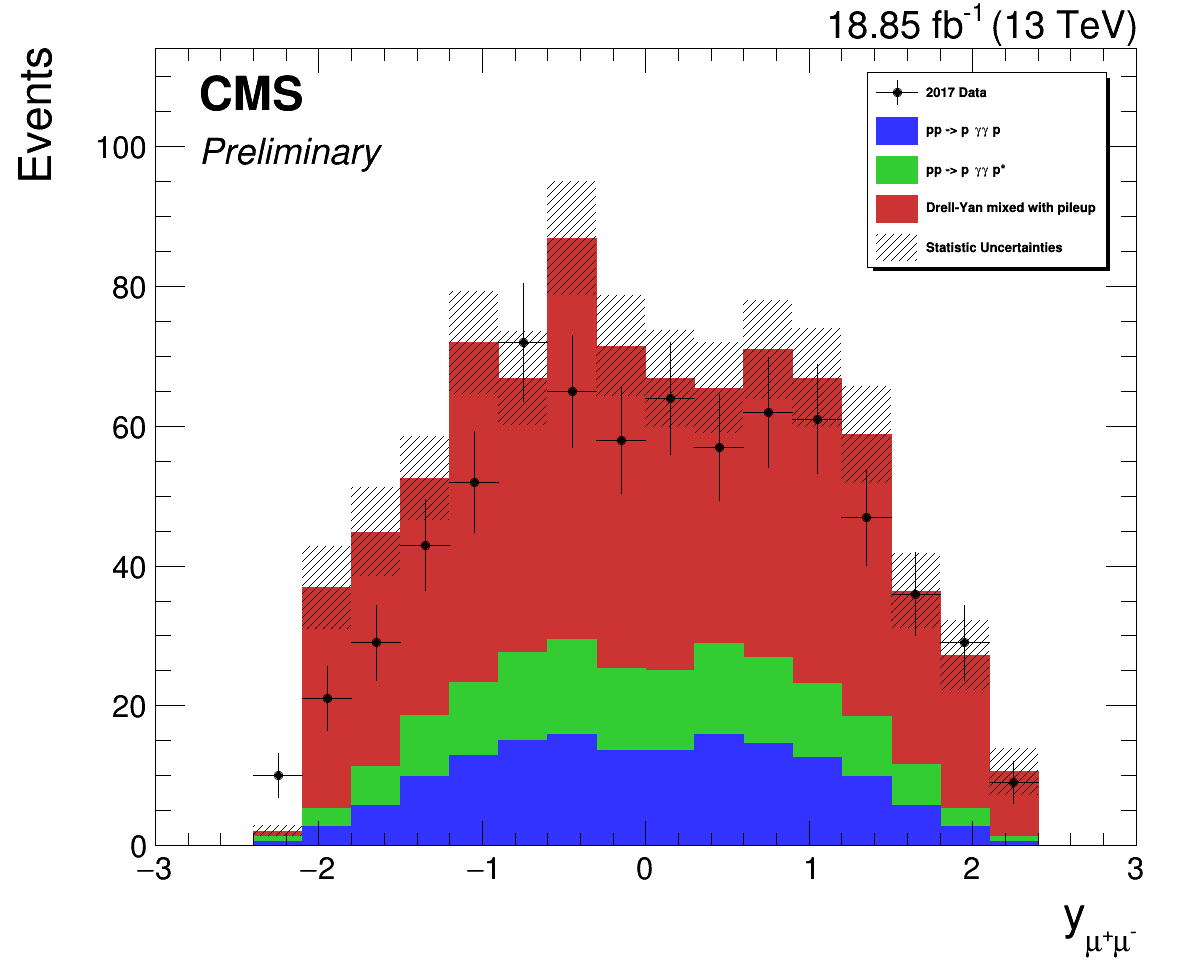 18.85 fb⁻¹ (13 TeV)
Events
CMS
Preliminary
2017 Data
pp -> p γγ p
pp -> p γγ p*
Drell-Yan mixed with pileup
Statistic Uncertainties
100
80
60
40
20
0
−3 −2 −1 0 1 2 3
y μ⁺μ⁻